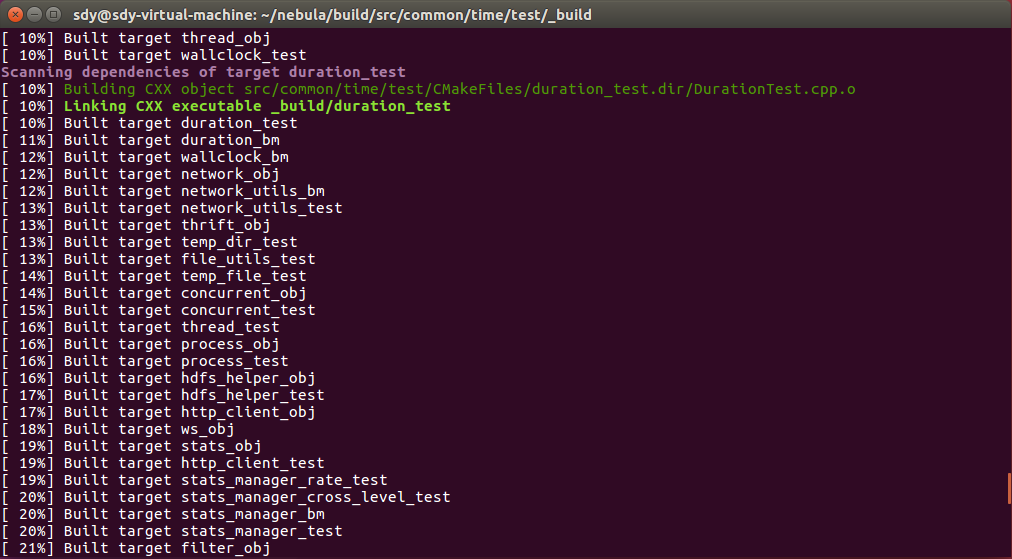 sdy@sdy-virtual-machine: ~/nebula/build/src/common/time/test/_build
[ 10%] Built target thread_obj
[ 10%] Built target wallclock_test
Scanning dependencies of target duration_test
[ 10%] Building CXX object src/common/time/test/CMakeFiles/duration_test.dir/DurationTest.cpp.o
[ 10%] Linking CXX executable _build/duration_test
[ 10%] Built target duration_test
[ 11%] Built target duration_bm
[ 12%] Built target wallclock_bm
[ 12%] Built target network_obj
[ 12%] Built target network_utils_bm
[ 13%] Built target network_utils_test
[ 13%] Built target thrift_obj
[ 13%] Built target temp_dir_test
[ 13%] Built target file_utils_test
[ 14%] Built target temp_file_test
[ 14%] Built target concurrent_obj
[ 15%] Built target concurrent_test
[ 16%] Built target thread_test
[ 16%] Built target process_obj
[ 16%] Built target process_test
[ 16%] Built target hdfs_helper_obj
[ 17%] Built target hdfs_helper_test
[ 17%] Built target http_client_obj
[ 18%] Built target ws_obj
[ 19%] Built target stats_obj
[ 19%] Built target http_client_test
[ 19%] Built target stats_manager_rate_test
[ 20%] Built target stats_manager_cross_level_test
[ 20%] Built target stats_manager_bm
[ 20%] Built target stats_manager_test
[ 21%] Built target filter_obj